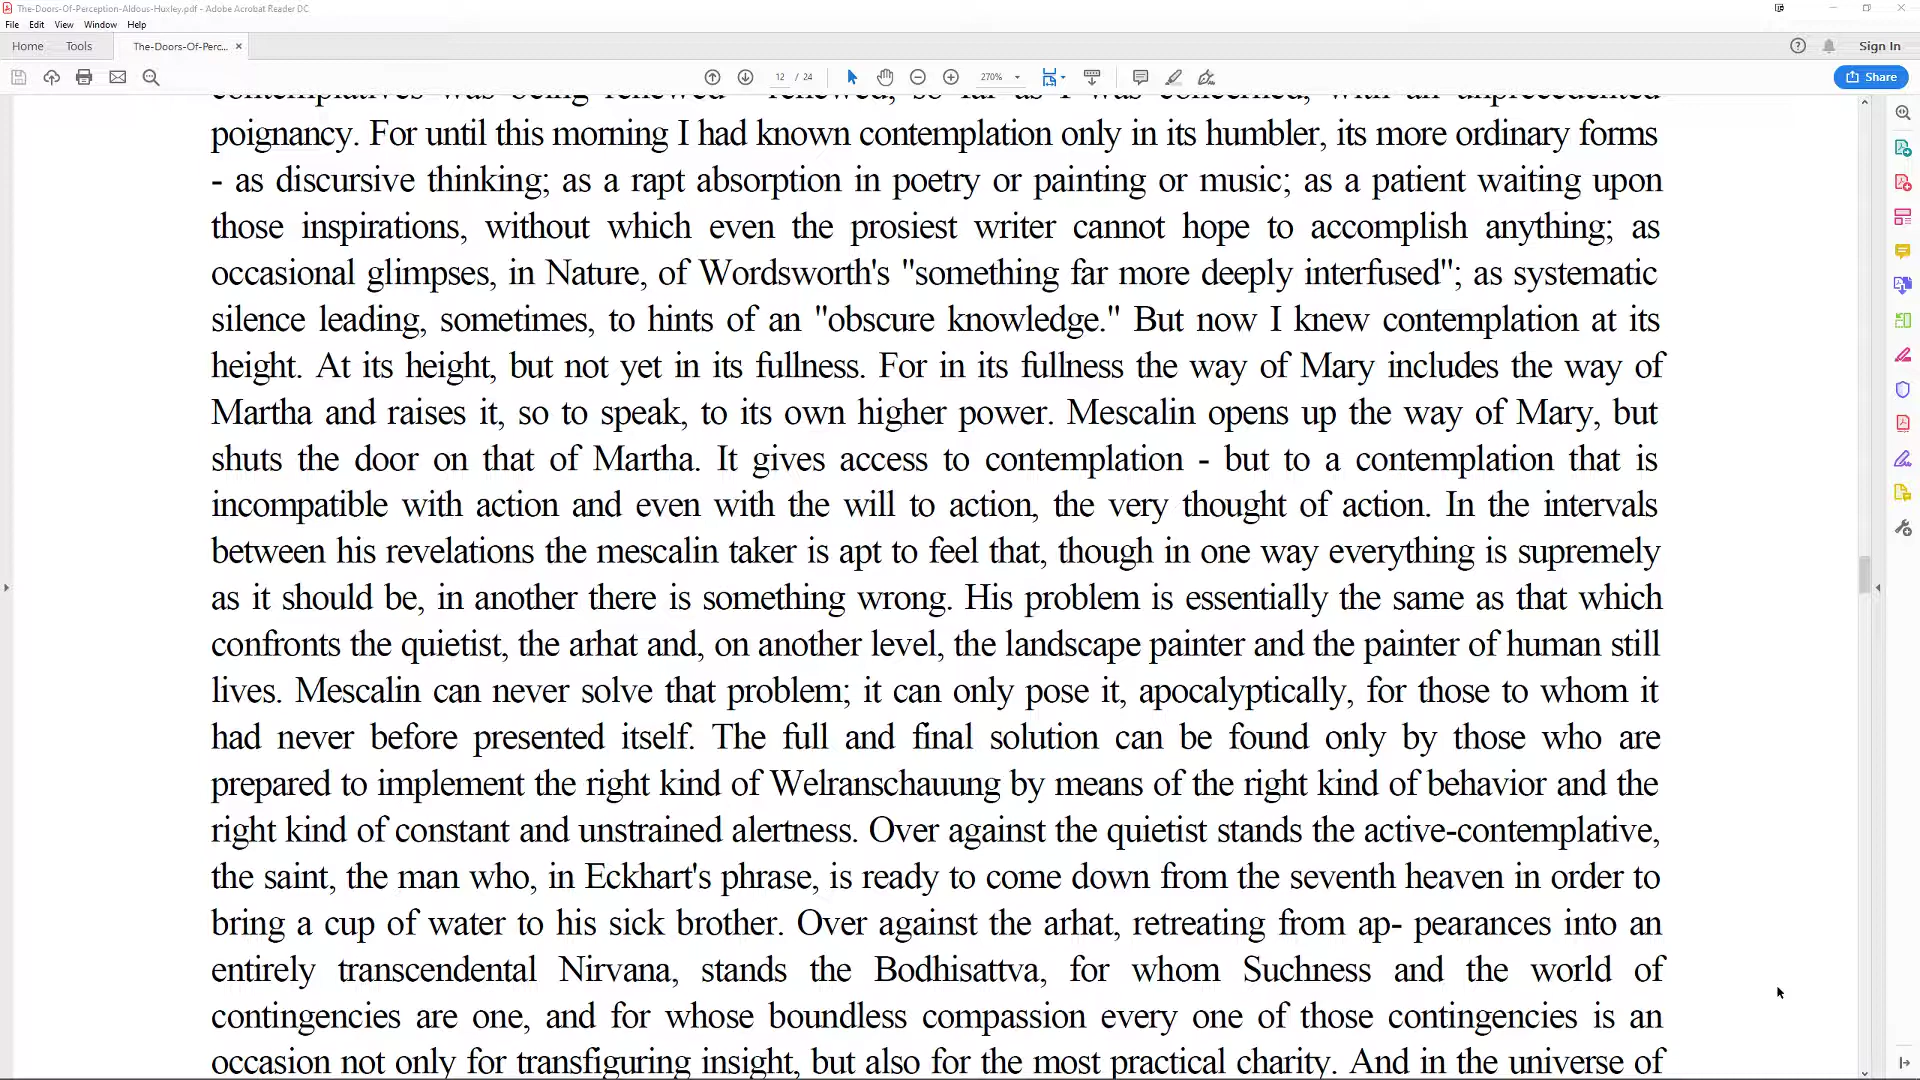 The-Doors-Of-Perception-Aldous-Huxley.pdf - Adobe Acrobat Reader DC
File Edit View Window Help
Home Tools The-Doors-Of-Perc... × Sign In
12 / 24 270% Share
contemplatives was being renewed - renewed, so far as I was concerned, with an unprecedented
poignancy. For until this morning I had known contemplation only in its humbler, its more ordinary forms
- as discursive thinking; as a rapt absorption in poetry or painting or music; as a patient waiting upon
those inspirations, without which even the prosiest writer cannot hope to accomplish anything; as
occasional glimpses, in Nature, of Wordsworth's "something far more deeply interfused"; as systematic
silence leading, sometimes, to hints of an "obscure knowledge." But now I knew contemplation at its
height. At its height, but not yet in its fullness. For in its fullness the way of Mary includes the way of
Martha and raises it, so to speak, to its own higher power. Mescalin opens up the way of Mary, but
shuts the door on that of Martha. It gives access to contemplation - but to a contemplation that is
incompatible with action and even with the will to action, the very thought of action. In the intervals
between his revelations the mescalin taker is apt to feel that, though in one way everything is supremely
as it should be, in another there is something wrong. His problem is essentially the same as that which
confronts the quietist, the arhat and, on another level, the landscape painter and the painter of human still
lives. Mescalin can never solve that problem; it can only pose it, apocalyptically, for those to whom it
had never before presented itself. The full and final solution can be found only by those who are
prepared to implement the right kind of Welranschauung by means of the right kind of behavior and the
right kind of constant and unstrained alertness. Over against the quietist stands the active-contemplative,
the saint, the man who, in Eckhart's phrase, is ready to come down from the seventh heaven in order to
bring a cup of water to his sick brother. Over against the arhat, retreating from ap- pearances into an
entirely transcendental Nirvana, stands the Bodhisattva, for whom Suchness and the world of
contingencies are one, and for whose boundless compassion every one of those contingencies is an
occasion not only for transfiguring insight, but also for the most practical charity. And in the universe of